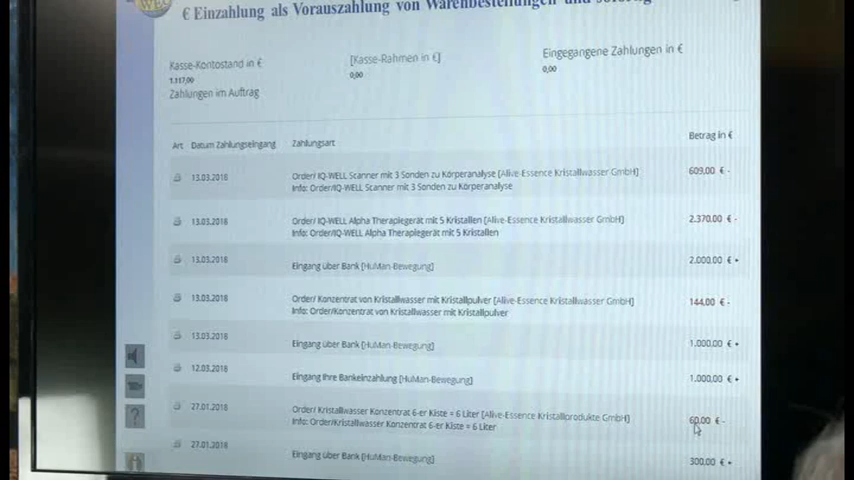 WEG
€ Einzahlung als Vorauszahlung von Warenbestellungen und
Kasse-Kontostand in €
1.117,00
Zahlungen im Auftrag
[Kasse-Rahmen in €]
0,00
Eingegangene Zahlungen in €
0,00
Art Datum Zahlungseingang Zahlungsart Betrag in €
13.03.2018 Order/ IQ-WELL Scanner mit 3 Sonden zu Körperanalyse [Alive-Essence Kristallwasser GmbH] 609,00 € -
Info: Order/IQ-WELL Scanner mit 3 Sonden zu Körperanalyse
13.03.2018 Order/ IQ-WELL Alpha Therapiegerät mit 5 Kristallen [Alive-Essence Kristallwasser GmbH] 2.370,00 € -
Info: Order/IQ-WELL Alpha Therapiegerät mit 5 Kristallen
13.03.2018 Eingang über Bank [HuMan-Bewegung] 2.000,00 € +
13.03.2018 Order/ Konzentrat von Kristallwasser mit Kristallpulver [Alive-Essence Kristallwasser GmbH] 144,00 € -
Info: Order/Konzentrat von Kristallwasser mit Kristallpulver
13.03.2018 Eingang über Bank [HuMan-Bewegung] 1.000,00 € +
12.03.2018 Eingang Ihre Bankeinzahlung [HuMan-Bewegung] 1.000,00 € +
27.01.2018 Order/ Kristallwasser Konzentrat 6-er Kiste = 6 Liter [Alive-Essence Kristallprodukte GmbH] 60,00 € -
Info: Order/Kristallwasser Konzentrat 6-er Kiste = 6 Liter
27.01.2018 Eingang über Bank [HuMan-Bewegung] 300,00 € +
?